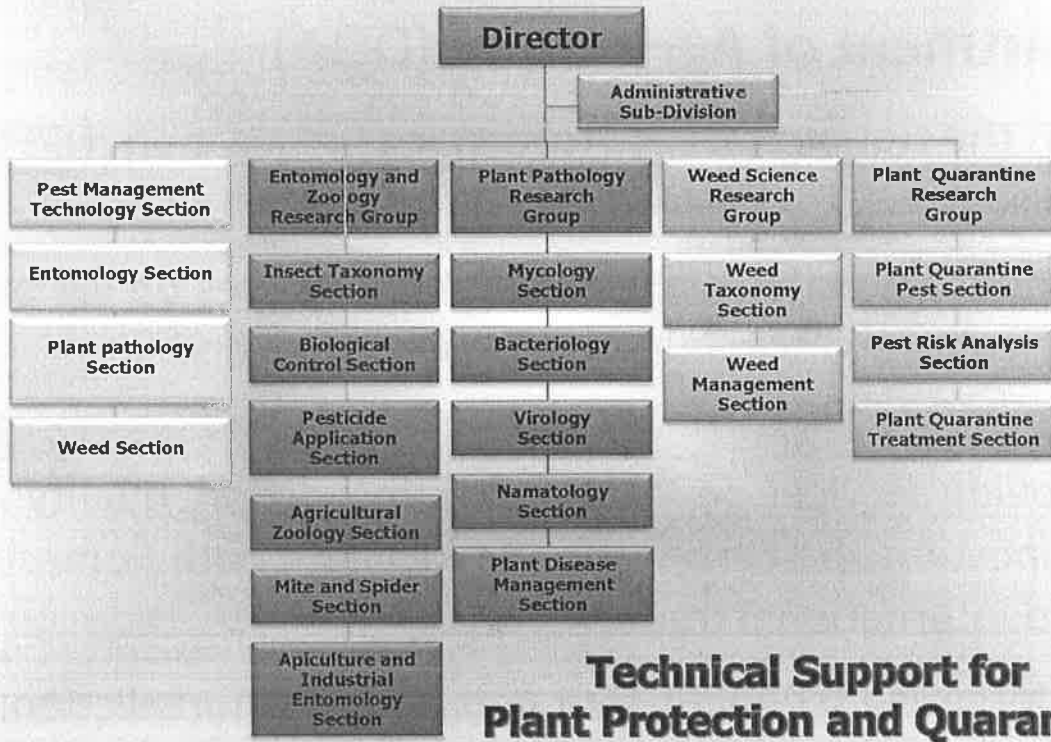 Director
Administrative
Sub-Division
Pest Management
Technology Section
Entomology Section
Plant pathology
Section
Weed Section
Entomology and
Zoology
Research Group
Insect Taxonomy
Section
Biological
Control Section
Pesticide
Application
Section
Agricultural
Zoology Section
Mite and Spider
Section
Apiculture and
Industrial
Entomology
Section
Plant Pathology
Research
Group
Mycology
Section
Bacteriology
Section
Virology
Section
Namatology
Section
Plant Disease
Management
Section
Weed Science
Research
Group
Weed
Taxonomy
Section
Weed
Management
Section
Plant Quarantine
Research
Group
Plant Quarantine
Pest Section
Pest Risk Analysis
Section
Plant Quarantine
Treatment Section
Technical Support for
Plant Protection and